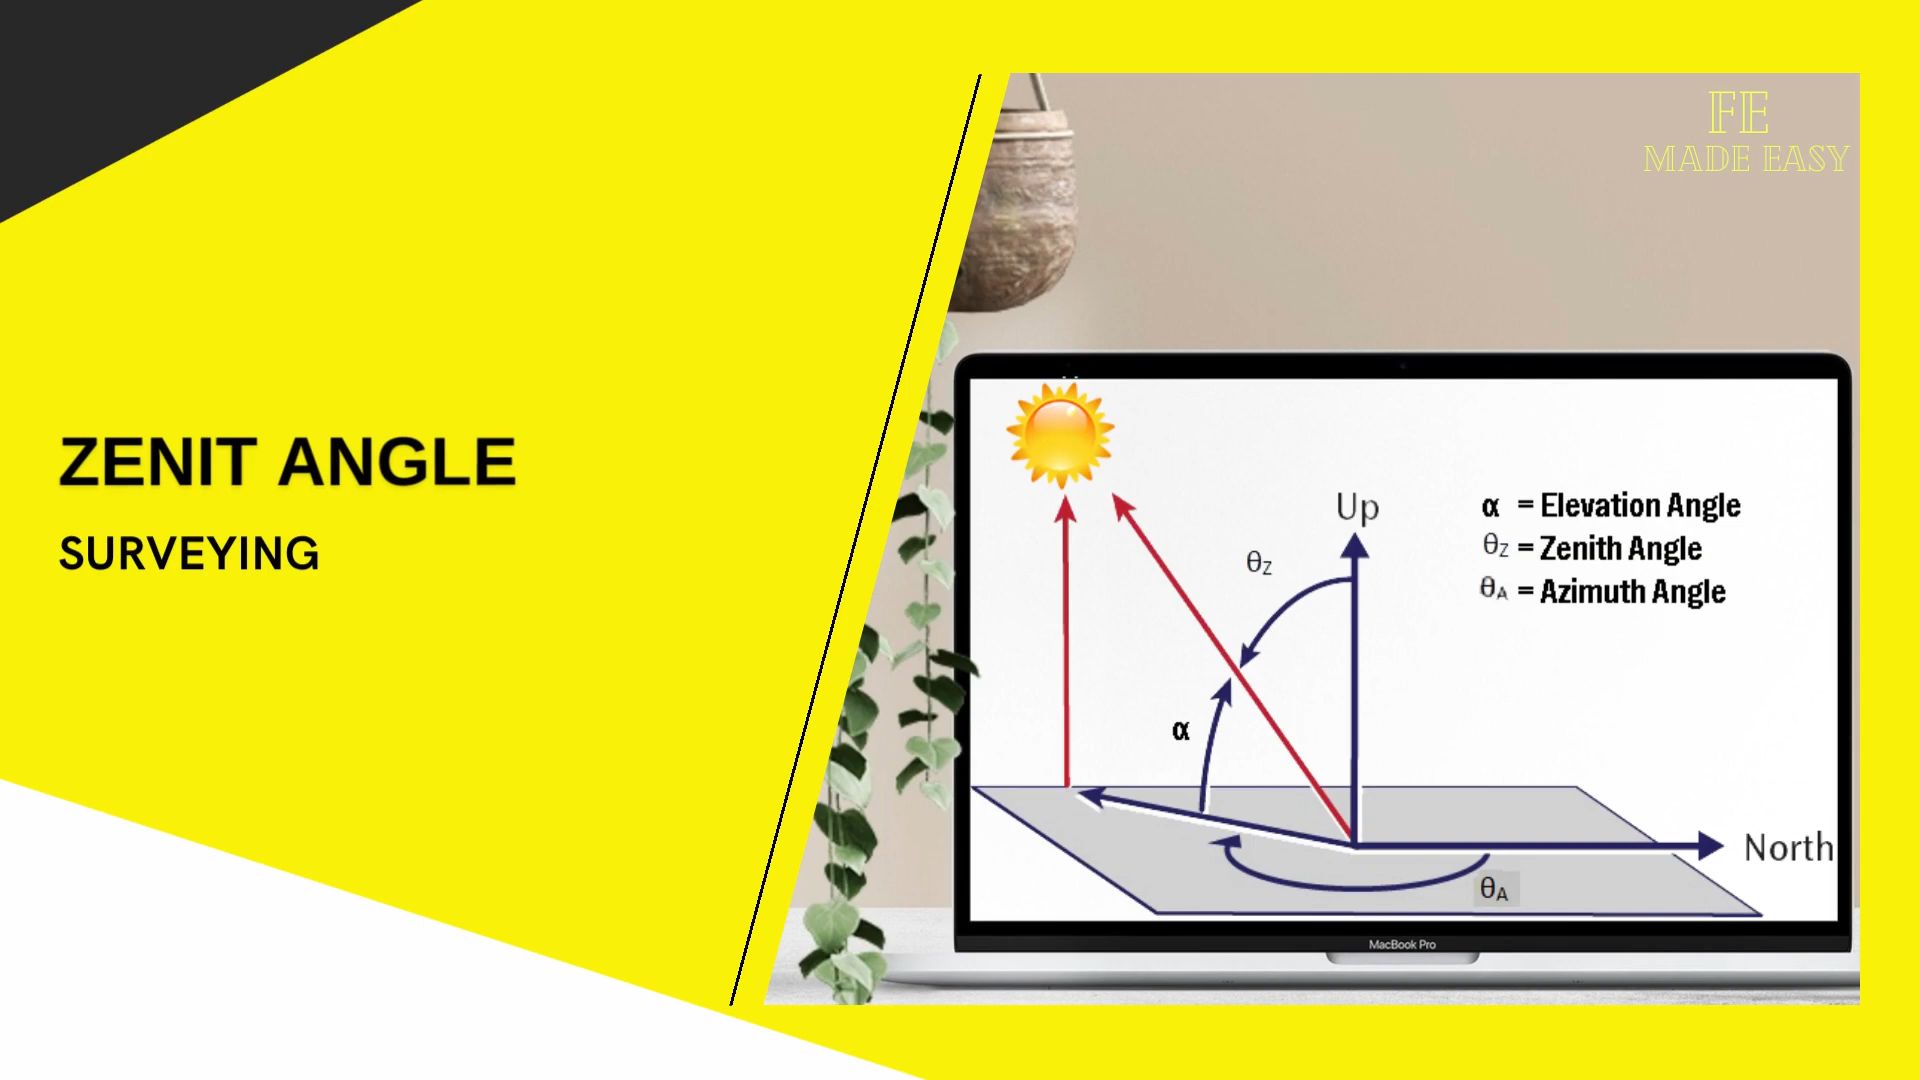 ZENIT ANGLE
SURVEYING
FE
MADE EASY
Up
α = Elevation Angle
θz = Zenith Angle
θA = Azimuth Angle
θz
α
North
θA
MacBook Pro